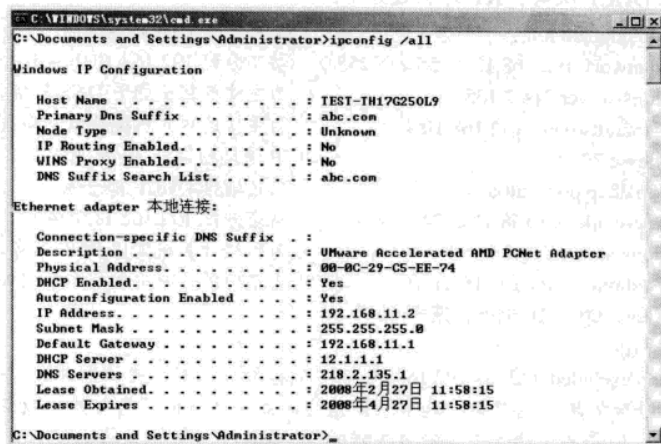 C:\WINDOWS\system32\cmd.exe
C:\Documents and Settings\Administrator>ipconfig /all
Windows IP Configuration
Host Name . . . . . . . . . . . . : TEST-TH17G25OL9
Primary Dns Suffix . . . . . . . : abc.com
Node Type . . . . . . . . . . . . : Unknown
IP Routing Enabled. . . . . . . . : No
WINS Proxy Enabled. . . . . . . . : No
DNS Suffix Search List. . . . . . : abc.com
Ethernet adapter 本地连接:
Connection-specific DNS Suffix . :
Description . . . . . . . . . . . : VMware Accelerated AMD PCNet Adapter
Physical Address. . . . . . . . . : 00-0C-29-C5-EE-74
DHCP Enabled. . . . . . . . . . . : Yes
Autoconfiguration Enabled . . . . : Yes
IP Address. . . . . . . . . . . . : 192.168.11.2
Subnet Mask . . . . . . . . . . . : 255.255.255.0
Default Gateway . . . . . . . . . : 192.168.11.1
DHCP Server . . . . . . . . . . . : 12.1.1.1
DNS Servers . . . . . . . . . . . : 218.2.135.1
Lease Obtained. . . . . . . . . . : 2008年2月27日 11:58:15
Lease Expires . . . . . . . . . . : 2008年4月27日 11:58:15
C:\Documents and Settings\Administrator>_